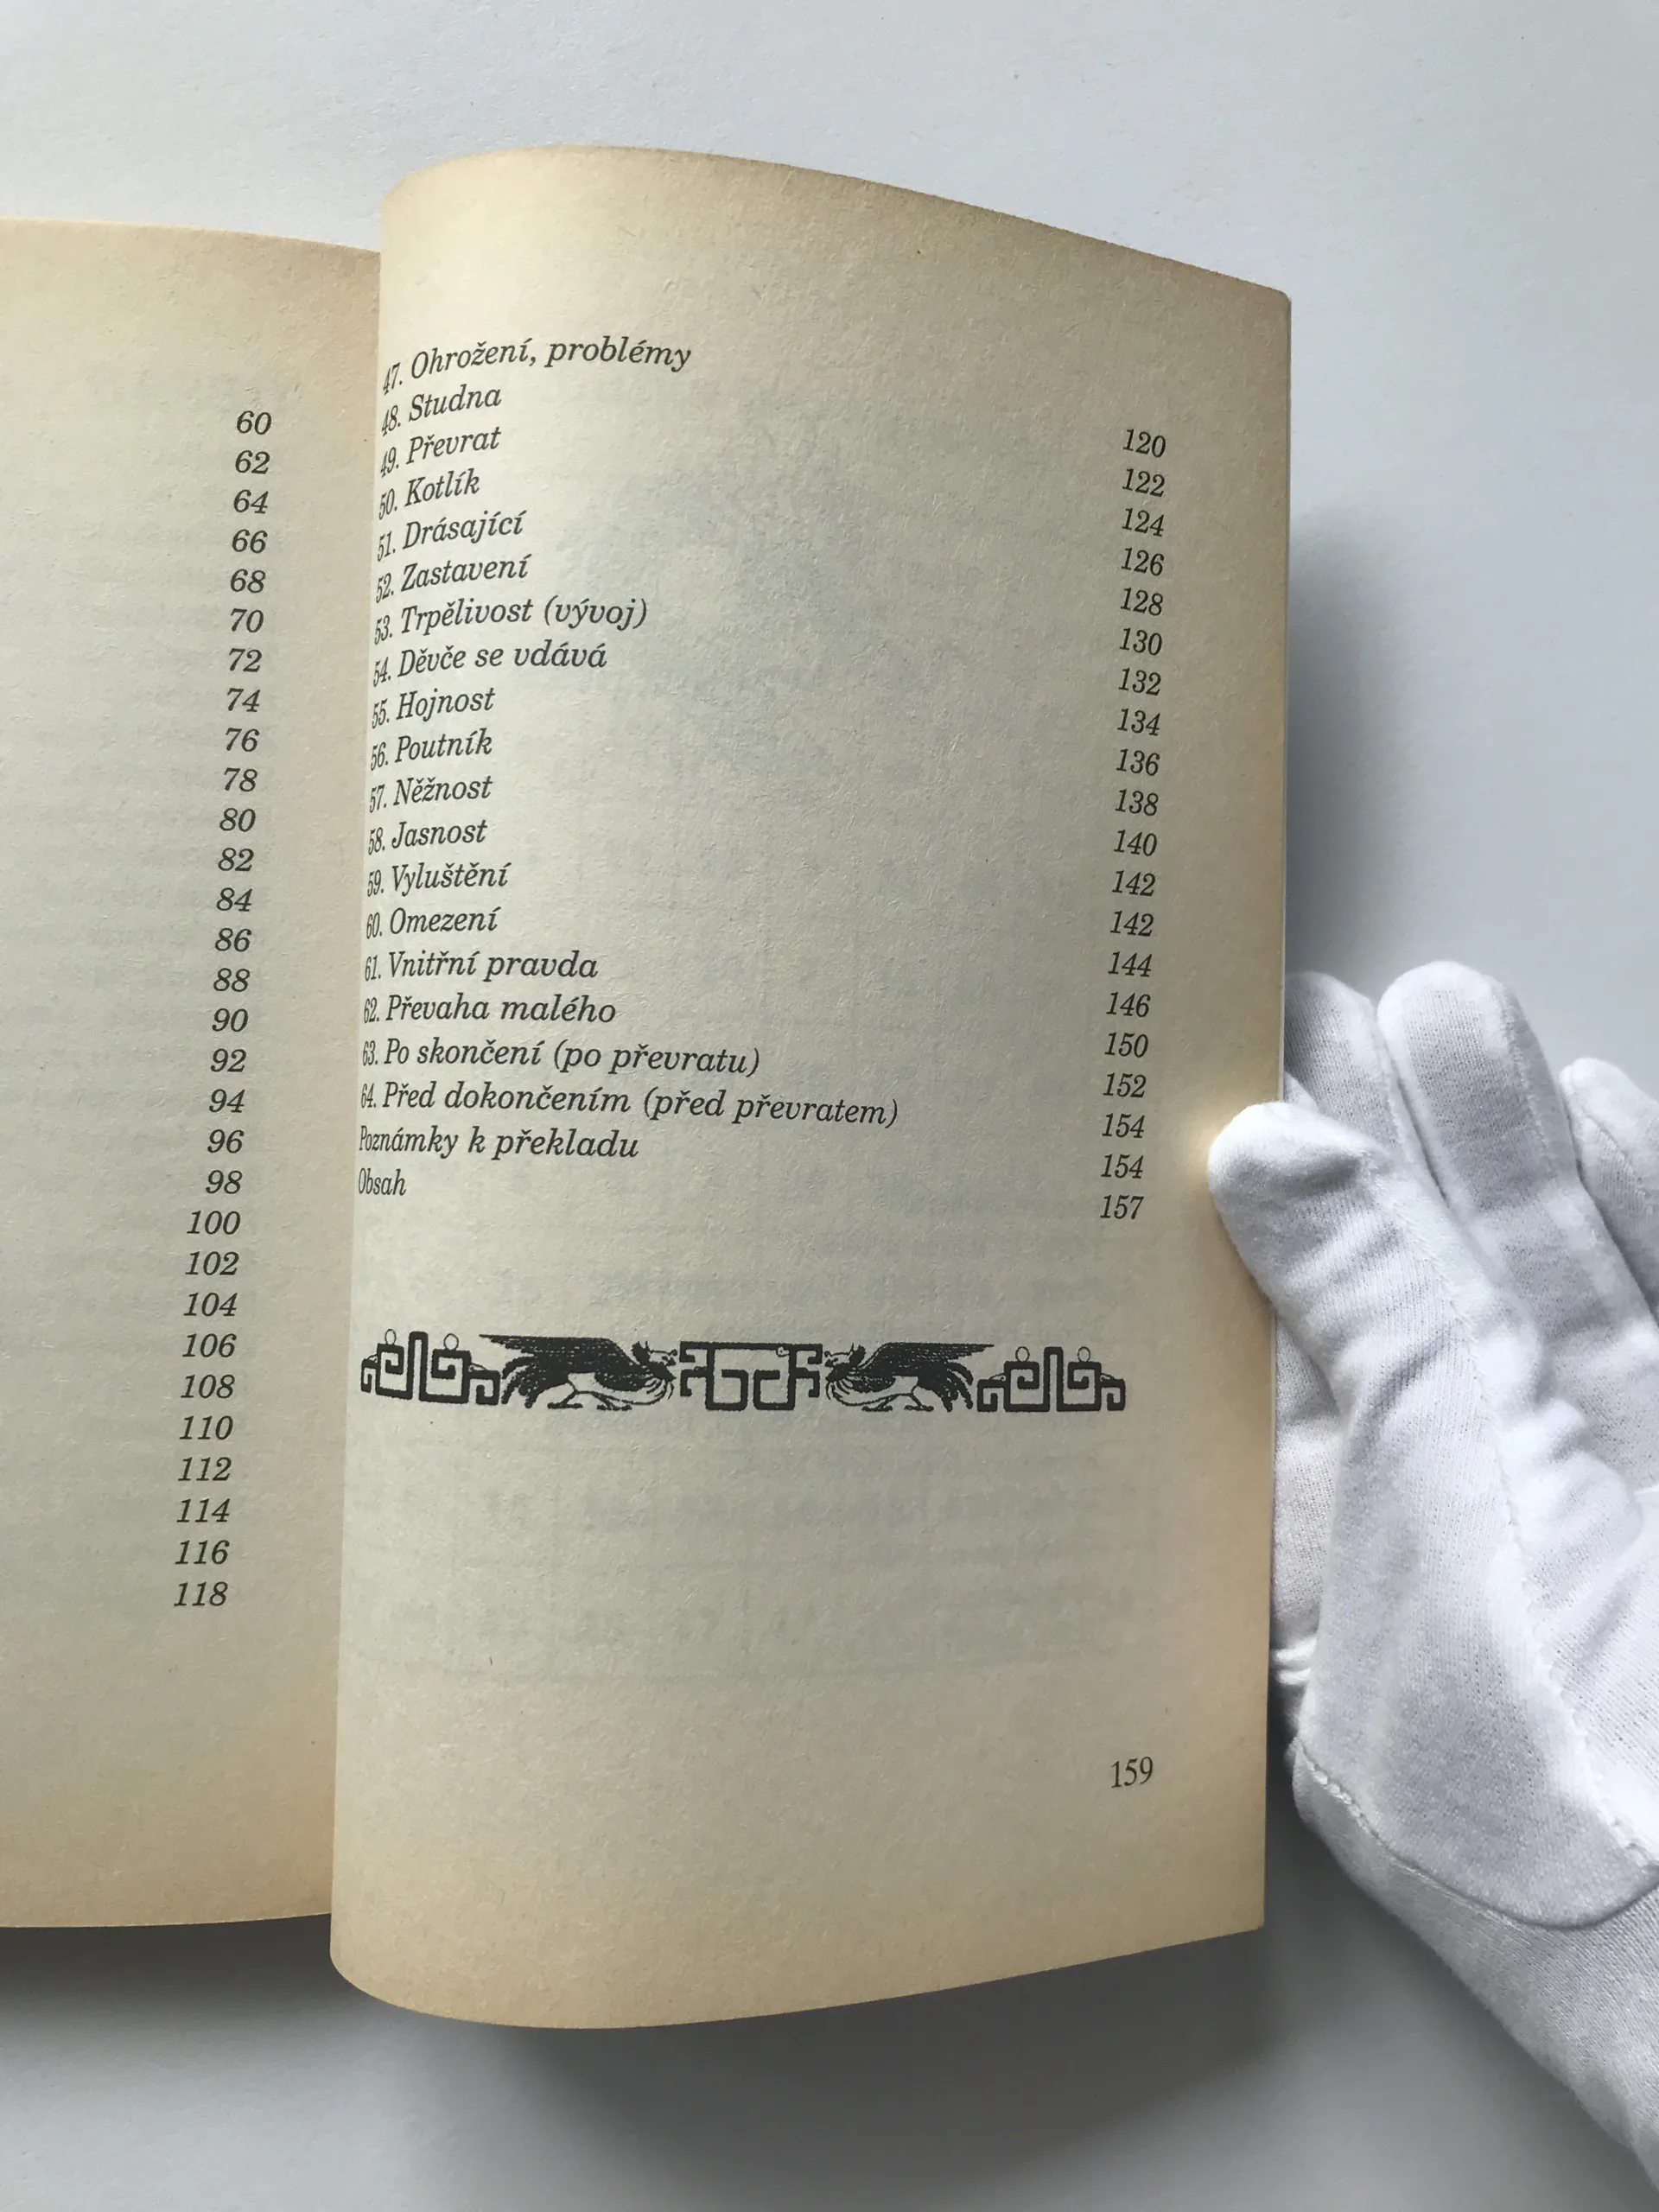 60
62
64
66
68
70
72
74
76
78
80
82
84
86
88
90
92
94
96
98
100
102
104
106
108
110
112
114
116
118
47. Ohrožení, problémy 120
48. Studna 122
49. Převrat 124
50. Kotlík 126
51. Drásající 128
52. Zastavení 130
53. Trpělivost (vývoj) 132
54. Děvče se vdává 134
55. Hojnost 136
56. Poutník 138
57. Něžnost 140
58. Jasnost 142
59. Vyluštění 142
60. Omezení 144
61. Vnitřní pravda 146
62. Převaha malého 150
63. Po skončení (po převratu) 152
64. Před dokončením (před převratem) 154
Poznámky k překladu 154
Obsah 157
159